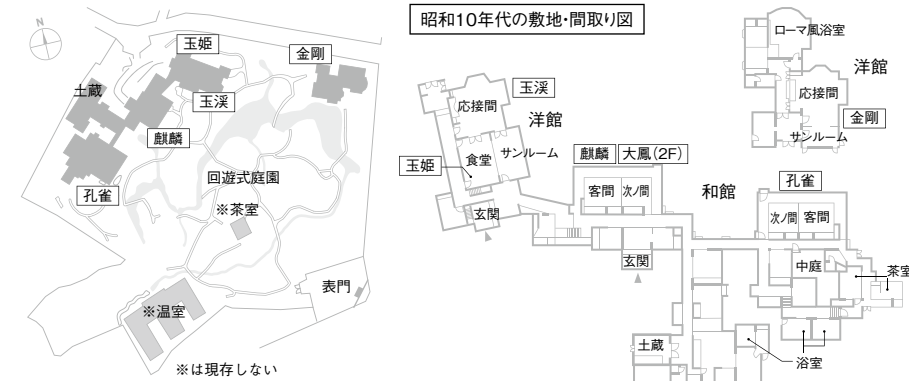 昭和10年代の敷地・間取り図
N
玉姫
金剛
土蔵
玉渓
麒麟
孔雀
回遊式庭園
※茶室
表門
※温室
※は現存しない
玉渓
応接間
洋館
玉姫
食堂
サンルーム
玄関
麒麟
大鳳(2F)
客間
次ノ間
和館
孔雀
次ノ間
客間
玄関
中庭
茶室
土蔵
浴室
ローマ風浴室
洋館
応接間
金剛
サンルーム